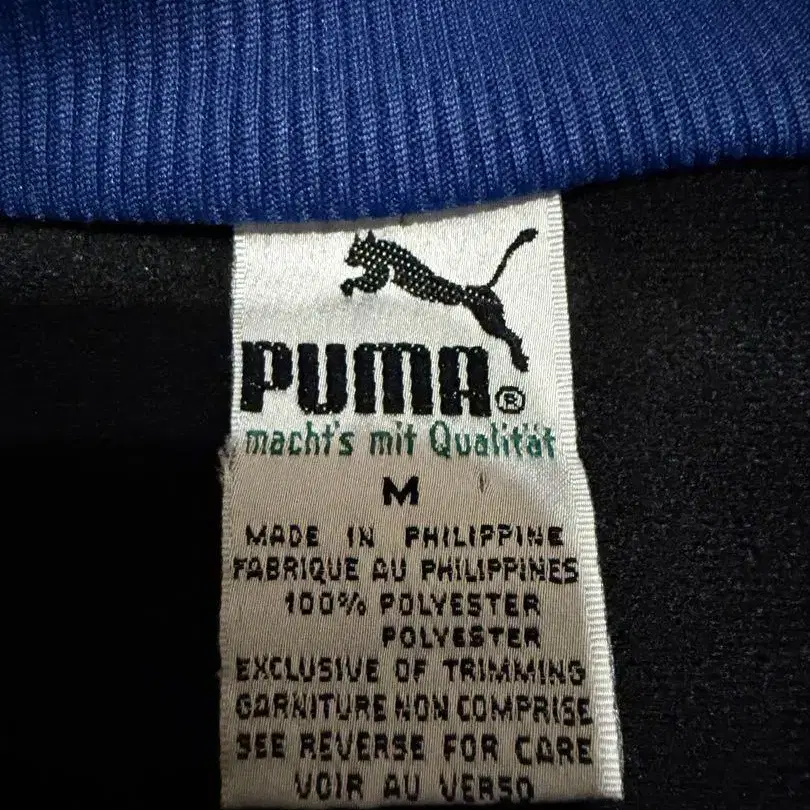 PUMA®
macht's mit Qualität
M
MADE IN PHILIPPINE
FABRIQUE AU PHILIPPINES
100% POLYESTER
POLYESTER
EXCLUSIVE OF TRIMMING
GARNITURE NON COMPRISE
SEE REVERSE FOR CARE
VOIR AU VERSO